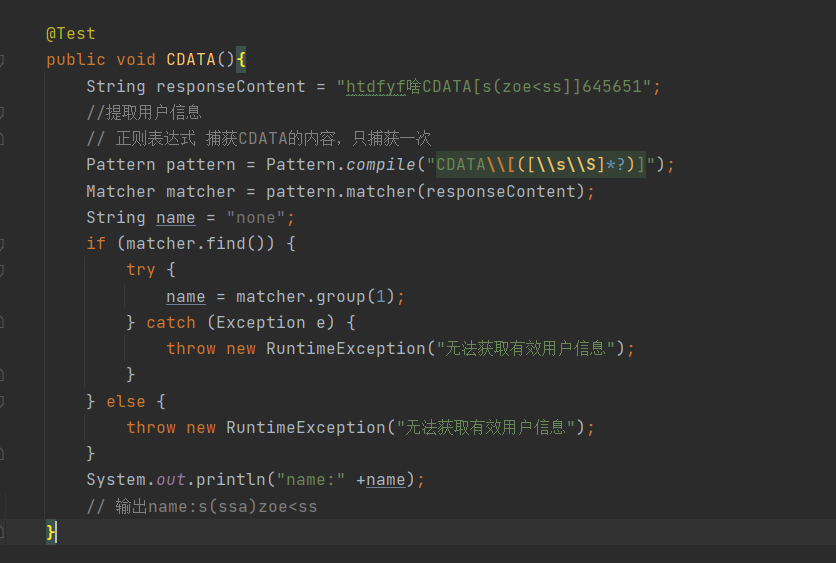 @Test
public void CDATA(){
String responseContent = "htdfyf啥CDATA[s(zoe<ss]]645651";
//提取用户信息
// 正则表达式 捕获CDATA的内容，只捕获一次
Pattern pattern = Pattern.compile("CDATA\\[([\\s\\S]*?)]");
Matcher matcher = pattern.matcher(responseContent);
String name = "none";
if (matcher.find()) {
try {
name = matcher.group(1);
} catch (Exception e) {
throw new RuntimeException("无法获取有效用户信息");
}
} else {
throw new RuntimeException("无法获取有效用户信息");
}
System.out.println("name:" +name);
// 输出name:s(ssa)zoe<ss
}